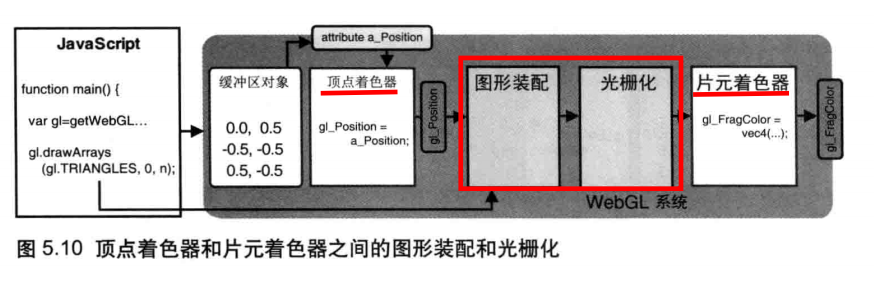 JavaScript
function main() {
var gl=getWebGL...
gl.drawArrays
(gl.TRIANGLES, 0, n);
attribute a_Position
缓冲区对象
0.0, 0.5
-0.5, -0.5
0.5, -0.5
顶点着色器
gl_Position =
a_Position;
gl_Position
图形装配
光栅化
片元着色器
gl_FragColor =
vec4(...);
gl_FragColor
WebGL 系统
图 5.10 顶点着色器和片元着色器之间的图形装配和光栅化